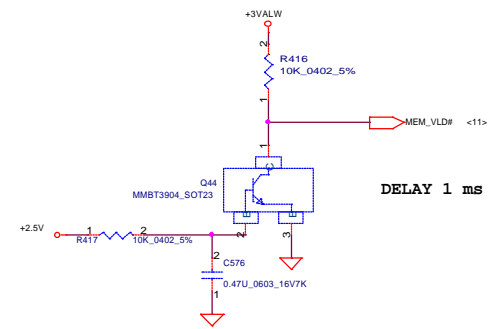 +3VALW
2
R416
10K_0402_5%
1
MEM_VLD# <11>
1
C
Q44
MMBT3904_SOT23
DELAY 1 ms
E
+2.5V
1
2
2
3
R417
10K_0402_5%
2
C576
0.47U_0603_16V7K
1